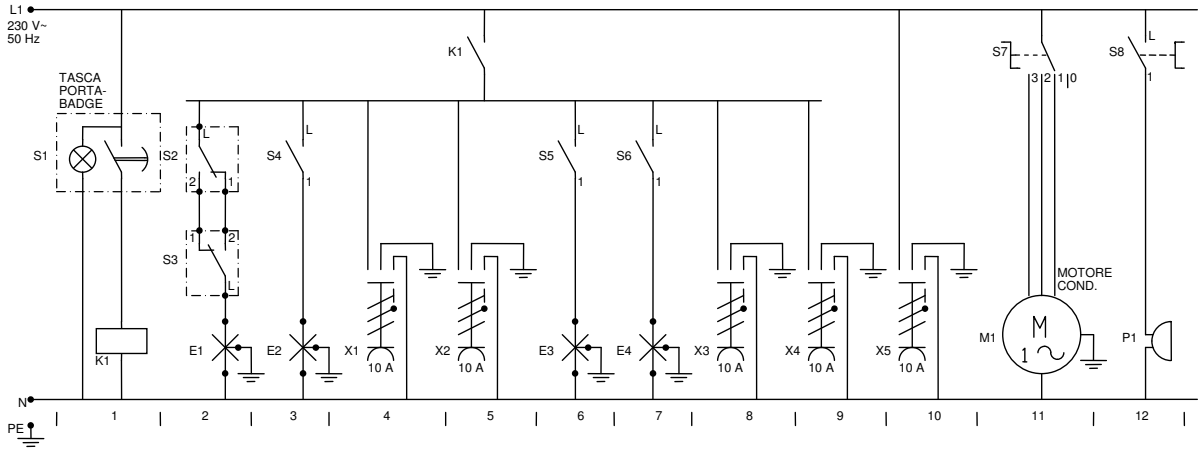 L1
230 V~
50 Hz
K1
S7
3 2 1 0
S8
L
1
TASCA
PORTA-
BADGE
S1
S2
L
2 1
S4
L
1
S5
L
1
S6
L
1
1 2
S3
L
MOTORE
COND.
K1
E1
E2
X1
10 A
X2
10 A
E3
E4
X3
10 A
X4
10 A
X5
10 A
M1
M
1
P1
N
1 2 3 4 5 6 7 8 9 10 11 12
PE